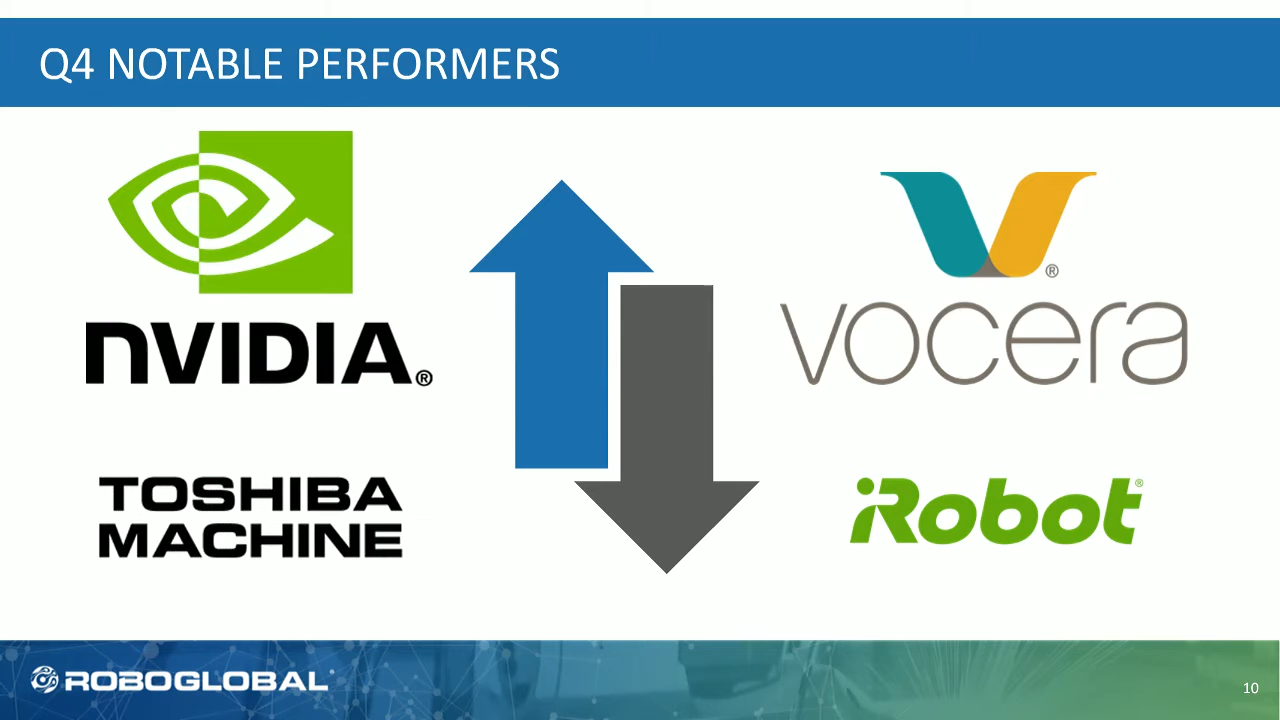 Q4 NOTABLE PERFORMERS
NVIDIA®
TOSHIBA
MACHINE
®
vocera
iRobot®
ROBOGLOBAL
10